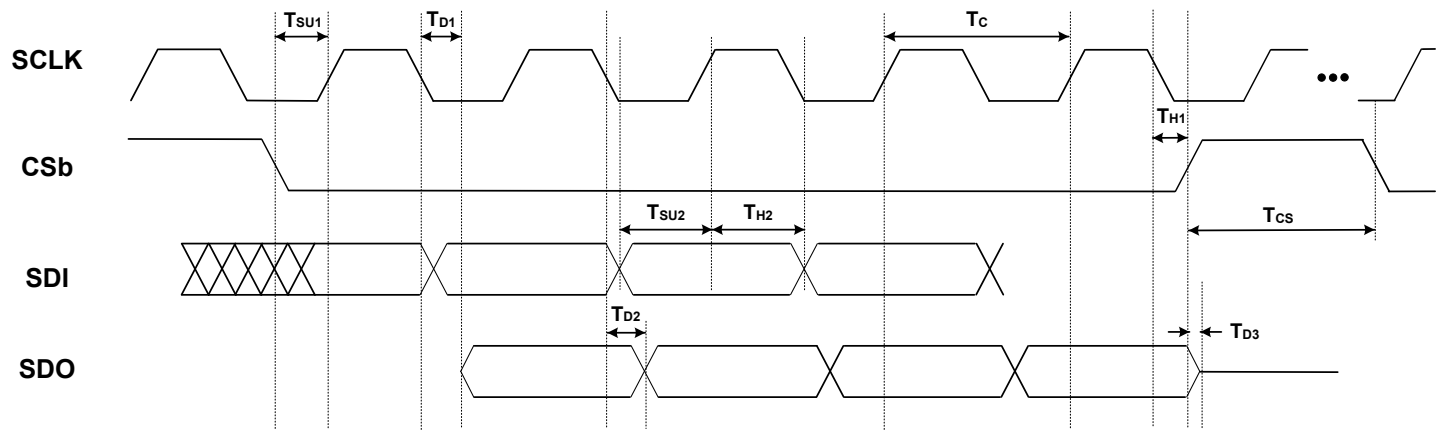 TSU1
TD1
TC
SCLK
•••
TH1
CSb
TSU2
TH2
TCS
SDI
TD2
TD3
SDO